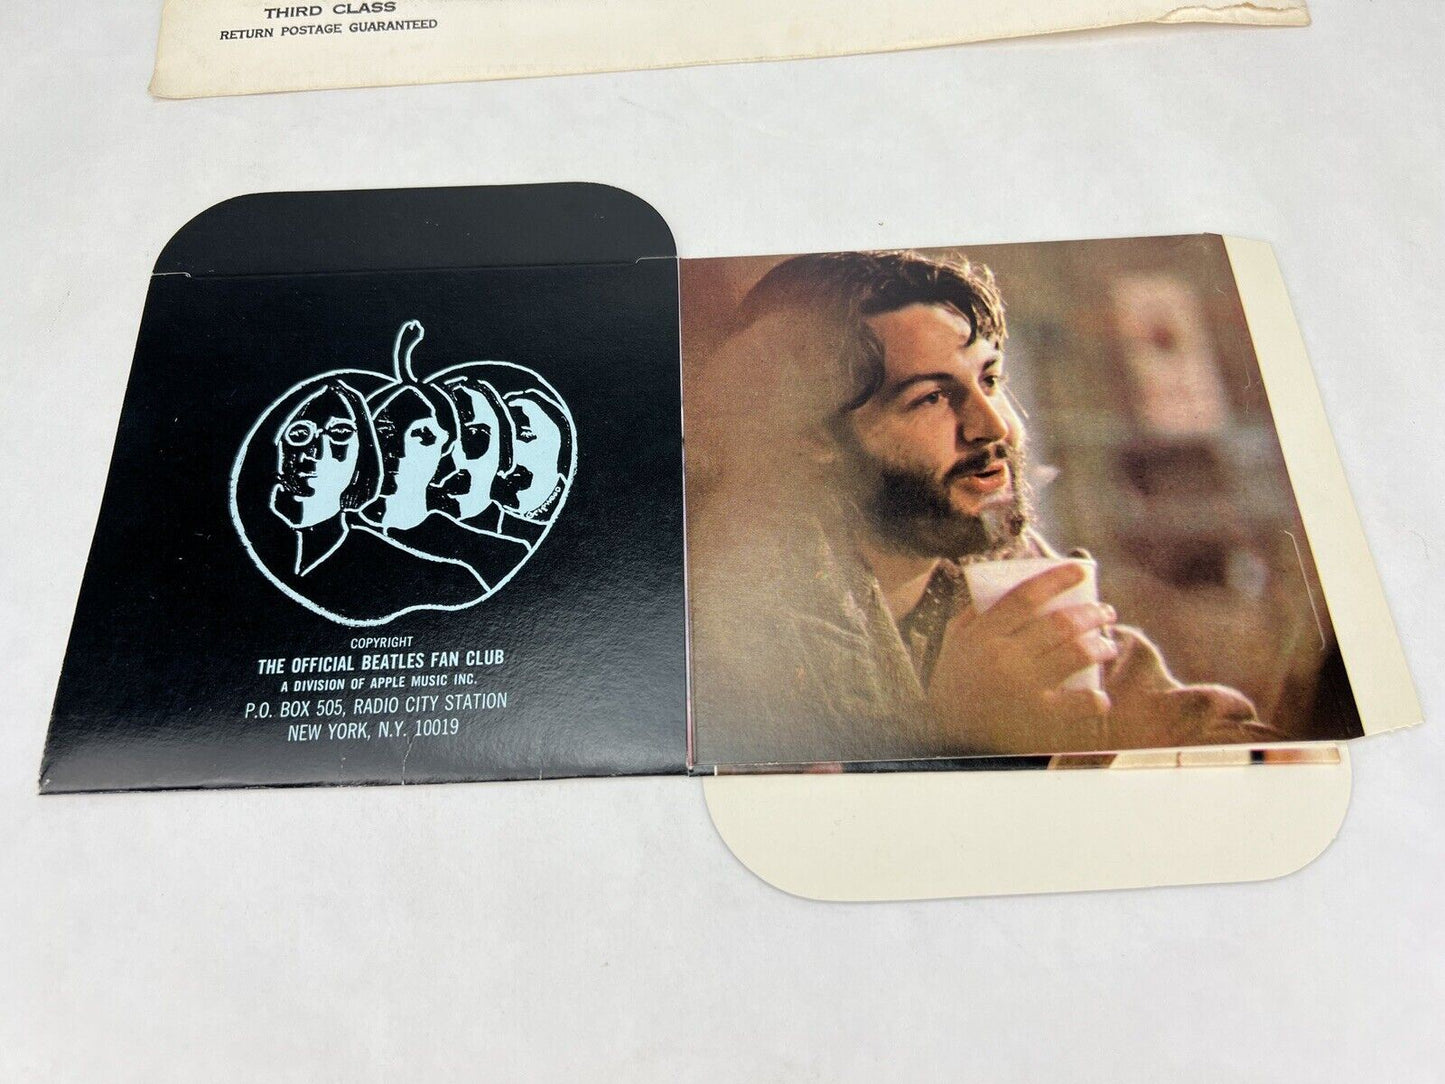 THIRD CLASS
RETURN POSTAGE GUARANTEED
COPYRIGHT
THE OFFICIAL BEATLES FAN CLUB
A DIVISION OF APPLE MUSIC INC.
P.O. BOX 505, RADIO CITY STATION
NEW YORK, N.Y. 10019